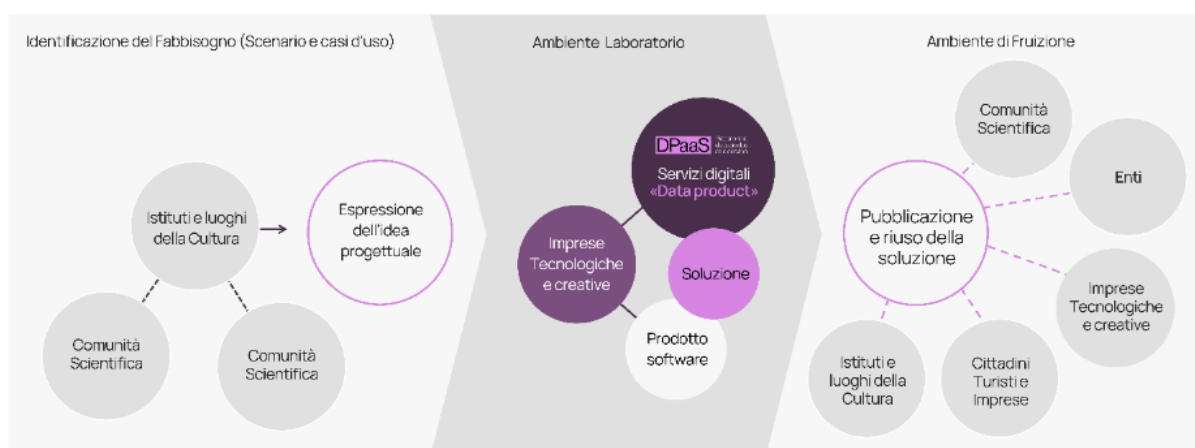 Identificazione del Fabbisogno (Scenario e casi d'uso)
Istituti e luoghi
della Cultura
Espressione
dell'idea
progettuale
Comunità
Scientifica
Comunità
Scientifica
Ambiente Laboratorio
DPaaS
Servizi digitali
«Data product»
Imprese
Tecnologiche
e creative
Soluzione
Prodotto
software
Ambiente di Fruizione
Comunità
Scientifica
Enti
Pubblicazione
e riuso della
soluzione
Imprese
Tecnologiche
e creative
Istituti e
luoghi della
Cultura
Cittadini
Turisti e
Imprese